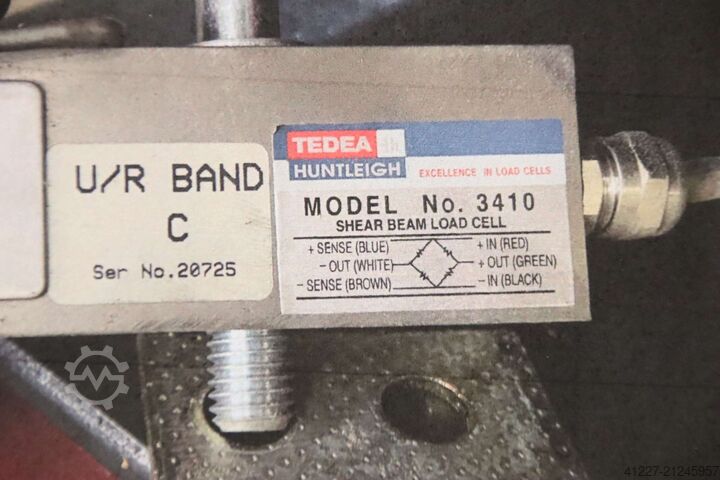 U/R BAND
C
Ser No.20725
TEDEA
HUNTLEIGH
EXCELLENCE IN LOAD CELLS
MODEL No. 3410
SHEAR BEAM LOAD CELL
+ SENSE (BLUE) + IN (RED)
- OUT (WHITE) + OUT (GREEN)
- SENSE (BROWN) - IN (BLACK)
41227-21245957